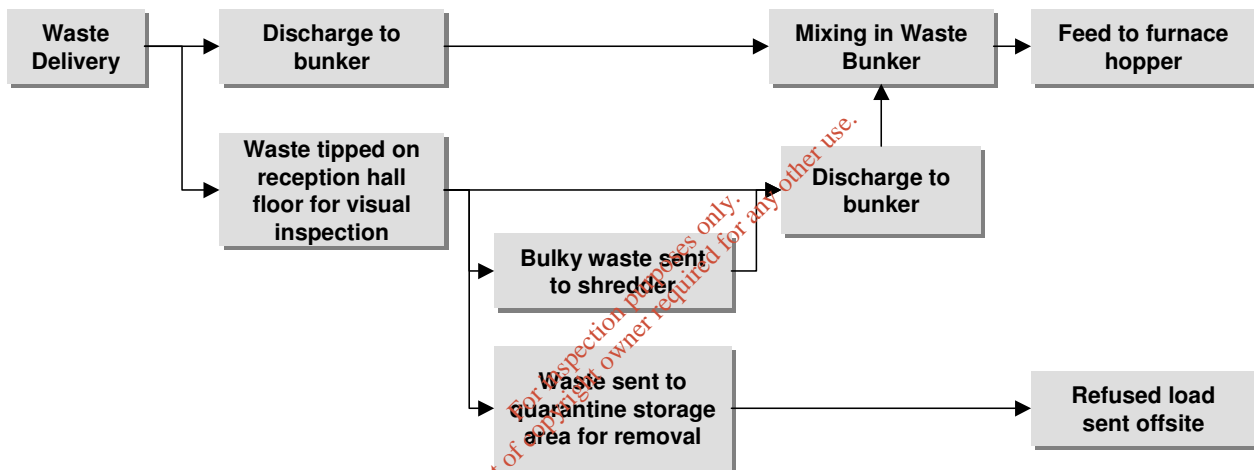 Waste
Delivery
Discharge to
bunker
Mixing in Waste
Bunker
Feed to furnace
hopper
Waste tipped on
reception hall
floor for visual
inspection
Discharge to
bunker
Bulky waste sent
to shredder
Waste sent to
quarantine storage
area for removal
Refused load
sent offsite
For inspection purposes only.
of copyright owner required for any other use.